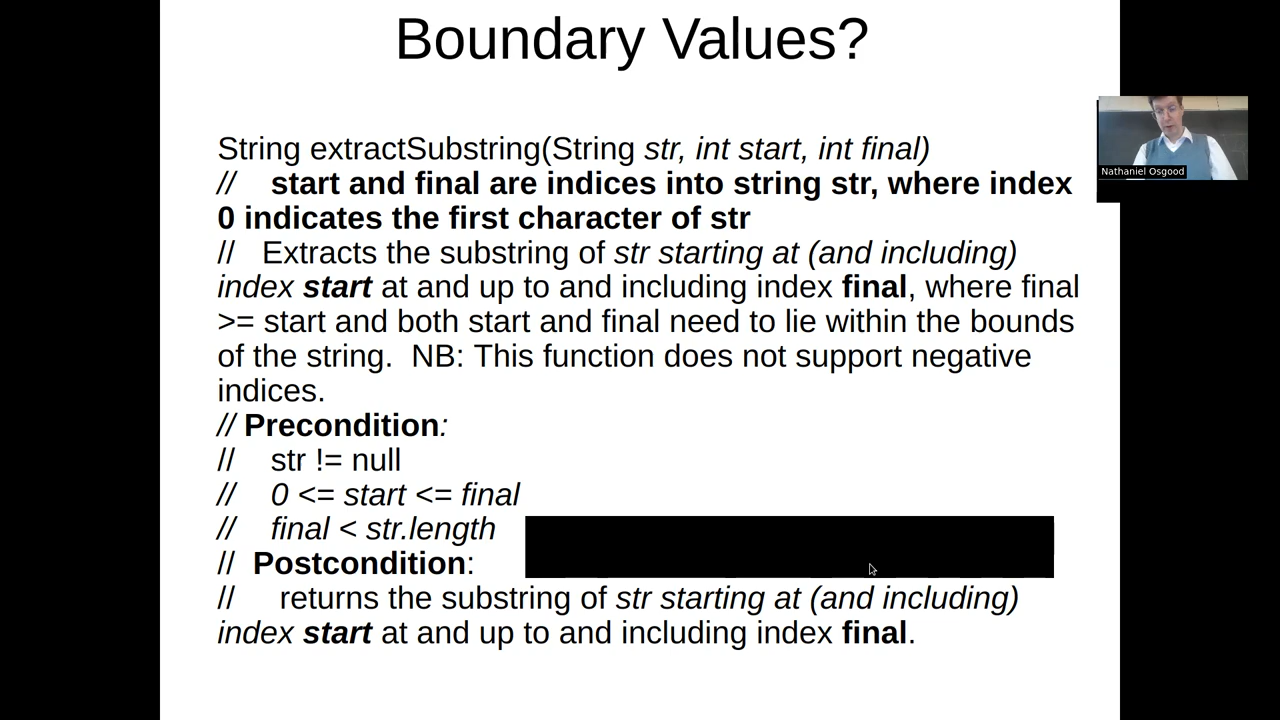 Boundary Values?
String extractSubstring(String str, int start, int final)
// start and final are indices into string str, where index
0 indicates the first character of str
// Extracts the substring of str starting at (and including)
index start at and up to and including index final, where final
>= start and both start and final need to lie within the bounds
of the string. NB: This function does not support negative
indices.
// Precondition:
// str != null
// 0 <= start <= final
// final < str.length
// Postcondition:
// returns the substring of str starting at (and including)
index start at and up to and including index final.
Nathaniel Osgood